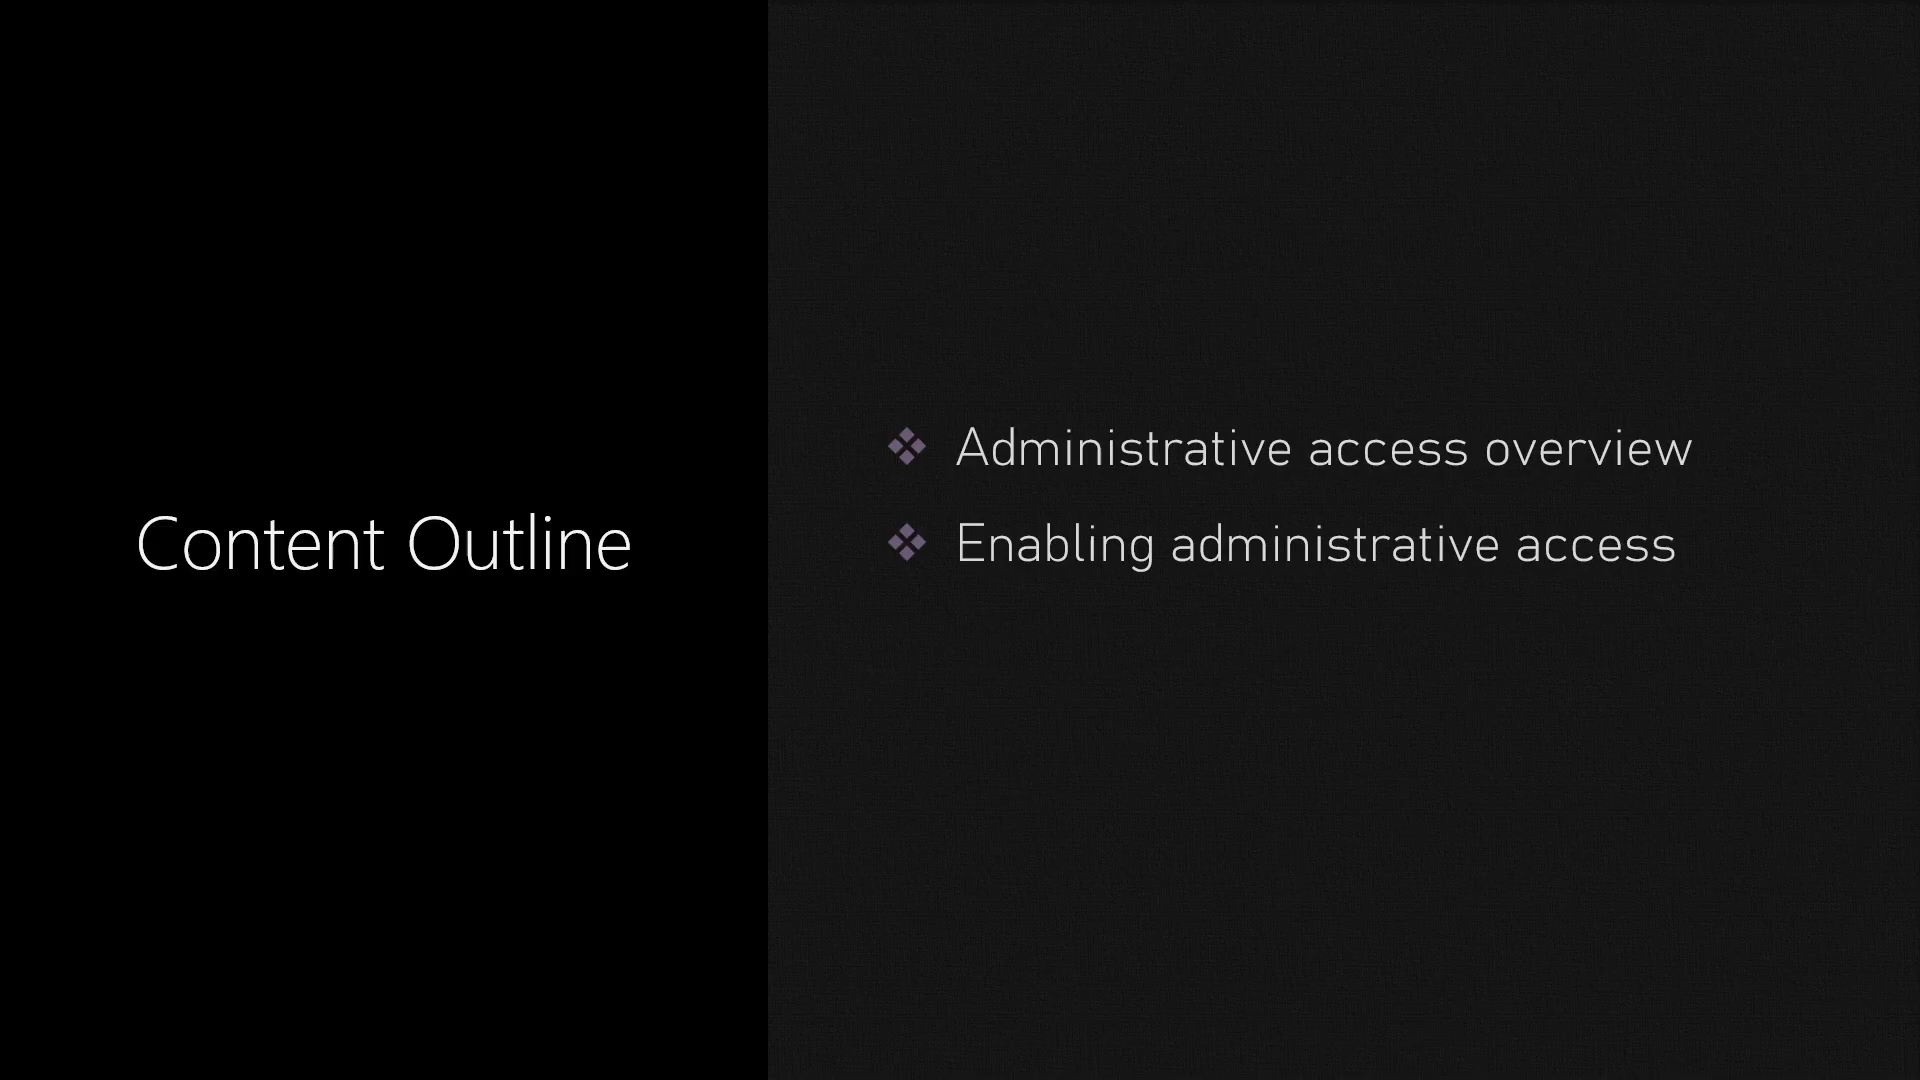 Content Outline
Administrative access overview
Enabling administrative access